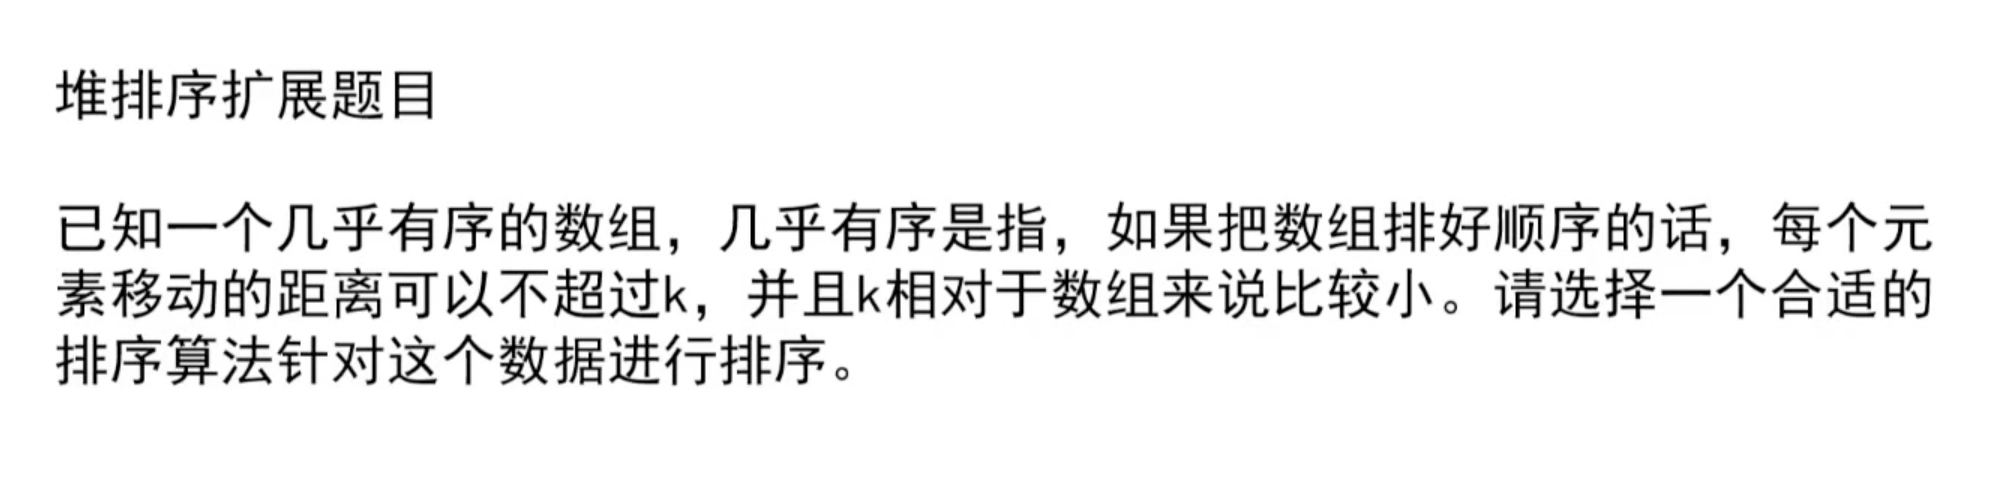 堆排序扩展题目
已知一个几乎有序的数组，几乎有序是指，如果把数组排好顺序的话，每个元
素移动的距离可以不超过k，并且k相对于数组来说比较小。请选择一个合适的
排序算法针对这个数据进行排序。